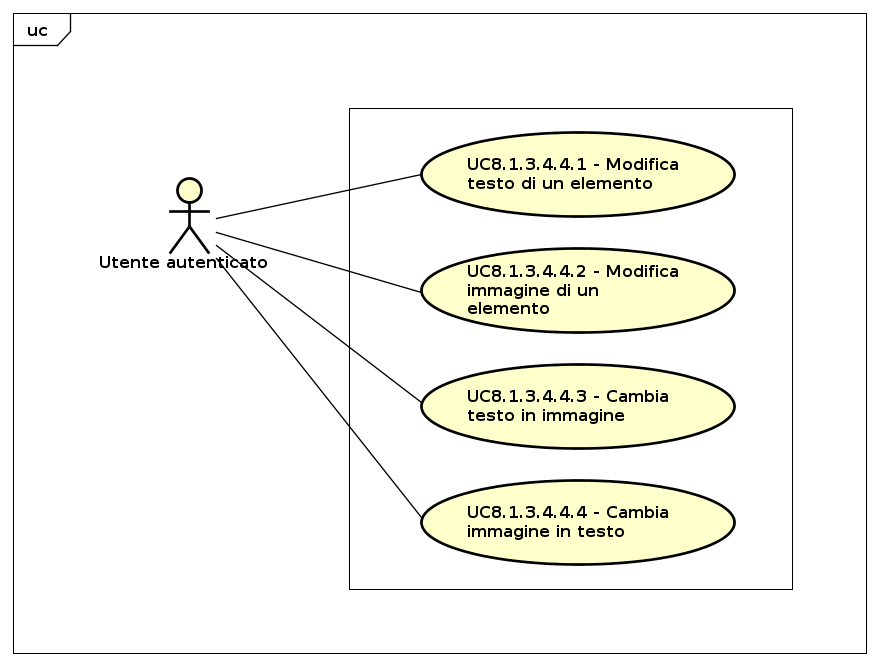 uc
UC8.1.3.4.4.1 - Modifica
testo di un elemento
Utente autenticato
UC8.1.3.4.4.2 - Modifica
immagine di un
elemento
UC8.1.3.4.4.3 - Cambia
testo in immagine
UC8.1.3.4.4.4 - Cambia
immagine in testo